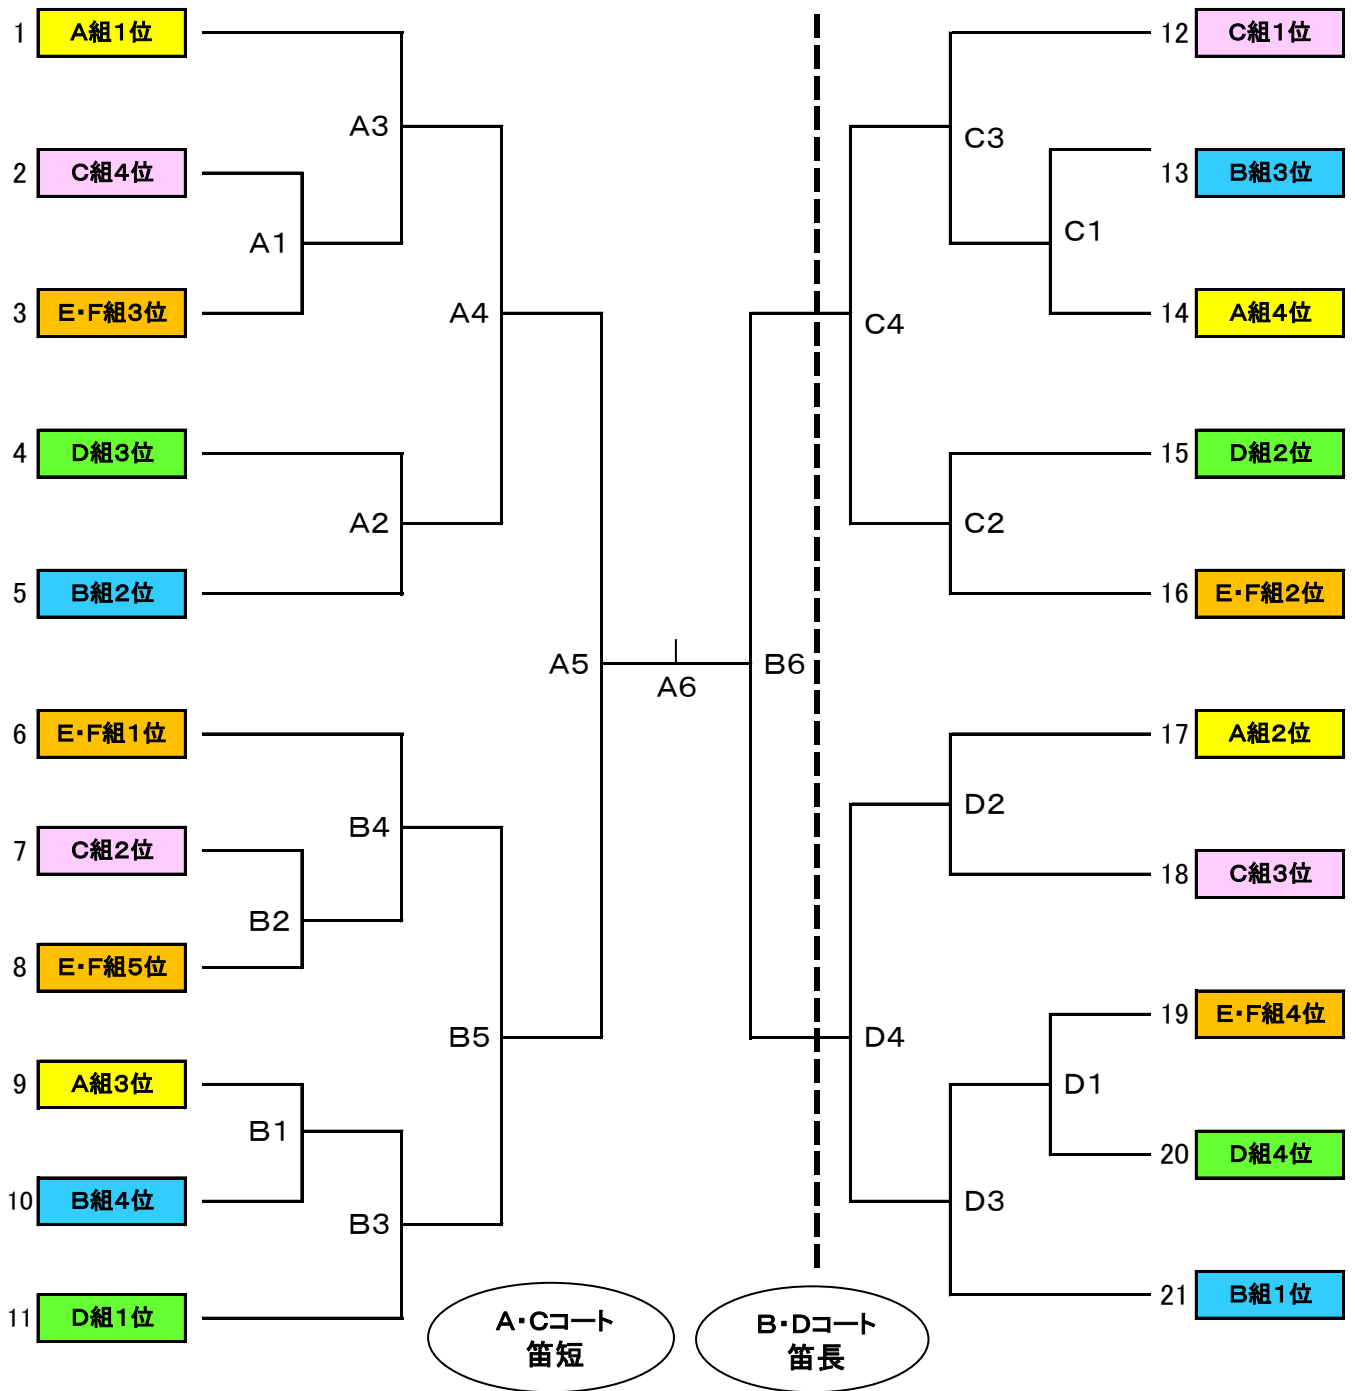 1 A組1位
2 C組4位
3 E・F組3位
4 D組3位
5 B組2位
6 E・F組1位
7 C組2位
8 E・F組5位
9 A組3位
10 B組4位
11 D組1位
A3
A1
A4
A2
A5
B4
B2
B5
B1
B3
A6
B6
C3
C1
C4
C2
D2
D4
D1
D3
12 C組1位
13 B組3位
14 A組4位
15 D組2位
16 E・F組2位
17 A組2位
18 C組3位
19 E・F組4位
20 D組4位
21 B組1位
A・Cコート
笛短
B・Dコート
笛長